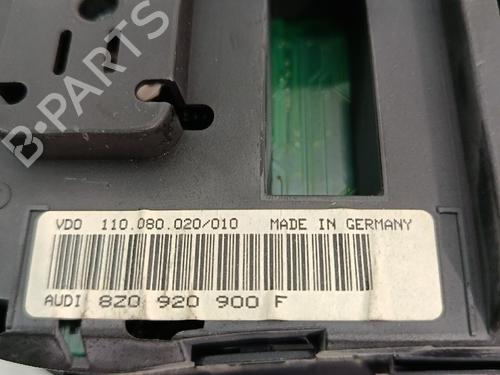 B-PARTS
VDO 110.080.020/010 MADE IN GERMANY
AUDI 8Z0 920 900 F